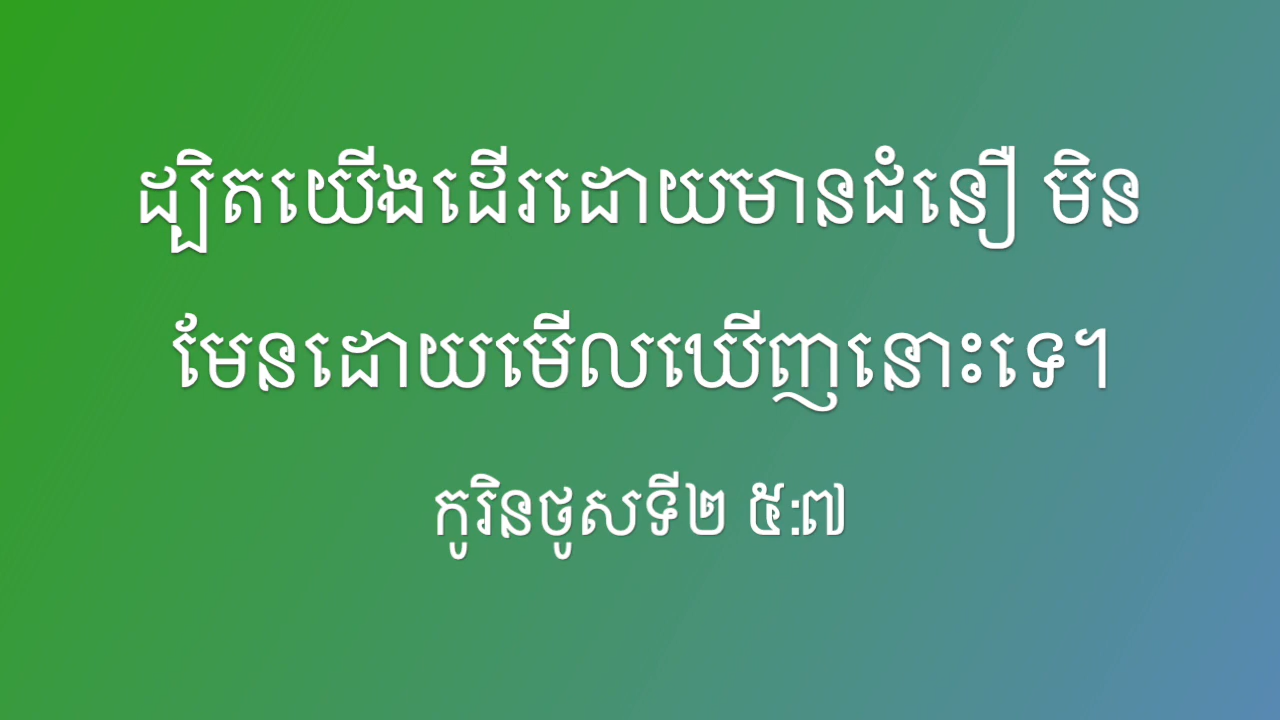 ដ្បិតយើងដើរដោយមានជំនឿ មិន
មែនដោយមើលឃើញនោះទេ។
កូរិនថូសទី២ ៥:៧